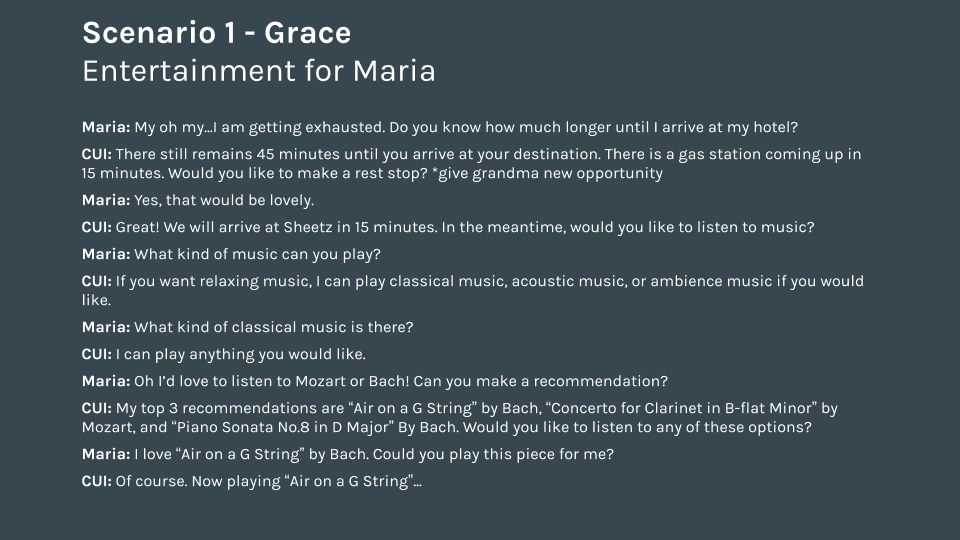 Scenario 1 - Grace
Entertainment for Maria
Maria: My oh my...I am getting exhausted. Do you know how much longer until I arrive at my hotel?
CUI: There still remains 45 minutes until you arrive at your destination. There is a gas station coming up in
15 minutes. Would you like to make a rest stop? *give grandma new opportunity
Maria: Yes, that would be lovely.
CUI: Great! We will arrive at Sheetz in 15 minutes. In the meantime, would you like to listen to music?
Maria: What kind of music can you play?
CUI: If you want relaxing music, I can play classical music, acoustic music, or ambience music if you would
like.
Maria: What kind of classical music is there?
CUI: I can play anything you would like.
Maria: Oh I’d love to listen to Mozart or Bach! Can you make a recommendation?
CUI: My top 3 recommendations are “Air on a G String” by Bach, “Concerto for Clarinet in B-flat Minor” by
Mozart, and “Piano Sonata No.8 in D Major” By Bach. Would you like to listen to any of these options?
Maria: I love “Air on a G String” by Bach. Could you play this piece for me?
CUI: Of course. Now playing “Air on a G String”...